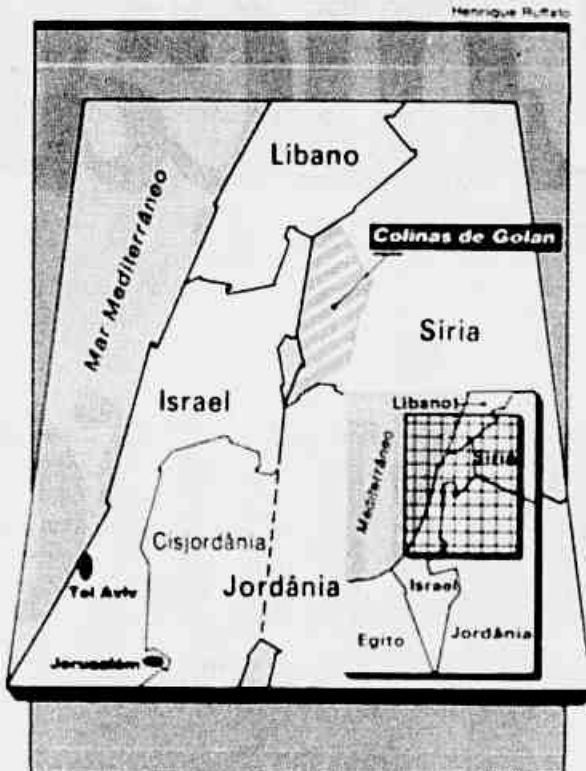 Henrique Ruffato
Líbano
Colinas de Golan
Mar Mediterrâneo
Síria
Israel
Líbano
Síria
Mediterrâneo
Cisjordânia
Jordânia
Tel Aviv
Israel
Egito
Jordânia
Jerusalém